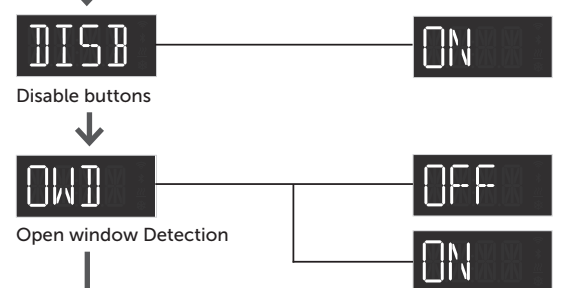 DISB
ON
Disable buttons
OWD
OFF
Open window Detection
ON